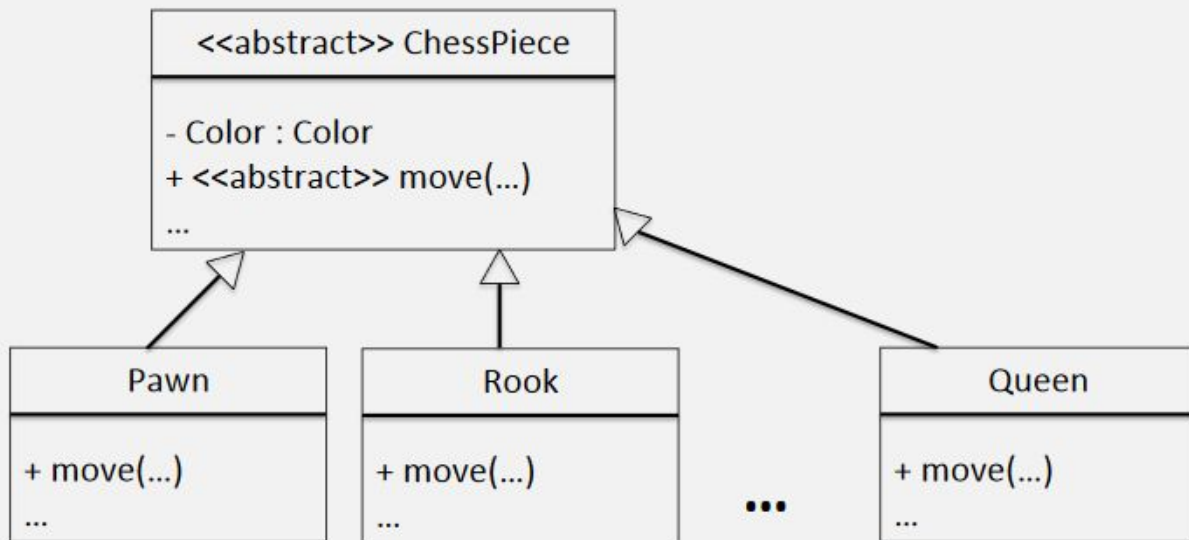 <<abstract>> ChessPiece
- Color : Color
+ <<abstract>> move(...)
...
Pawn
+ move(...)
...
Rook
+ move(...)
...
...
Queen
+ move(...)
...